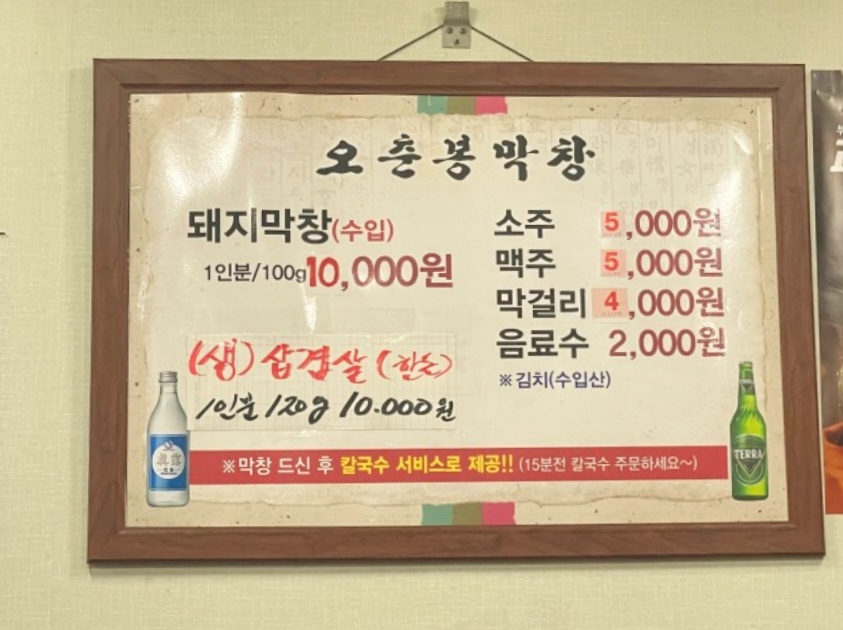 오춘봉막창
돼지막창(수입)
1인분/100g 10,000원
(생)삼겹살(한돈)
1인분 120g 10.000원
소주 5,000원
맥주 5,000원
막걸리 4,000원
음료수 2,000원
※김치(수입산)
※막창 드신 후 칼국수 서비스로 제공!! (15분전 칼국수 주문하세요~)
眞露
TERRA